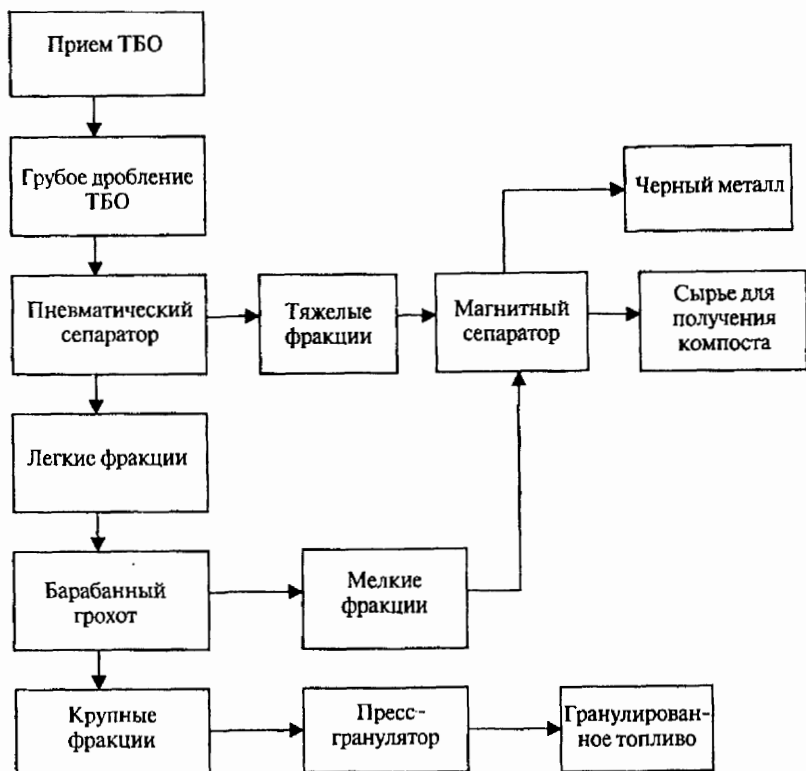 Прием ТБО
Грубое дробление
ТБО
Черный металл
Пневматический
сепаратор
Тяжелые
фракции
Магнитный
сепаратор
Сырье для
получения
компоста
Легкие фракции
Барабанный
грохот
Мелкие
фракции
Крупные
фракции
Пресс-
гранулятор
Гранулирован-
ное топливо